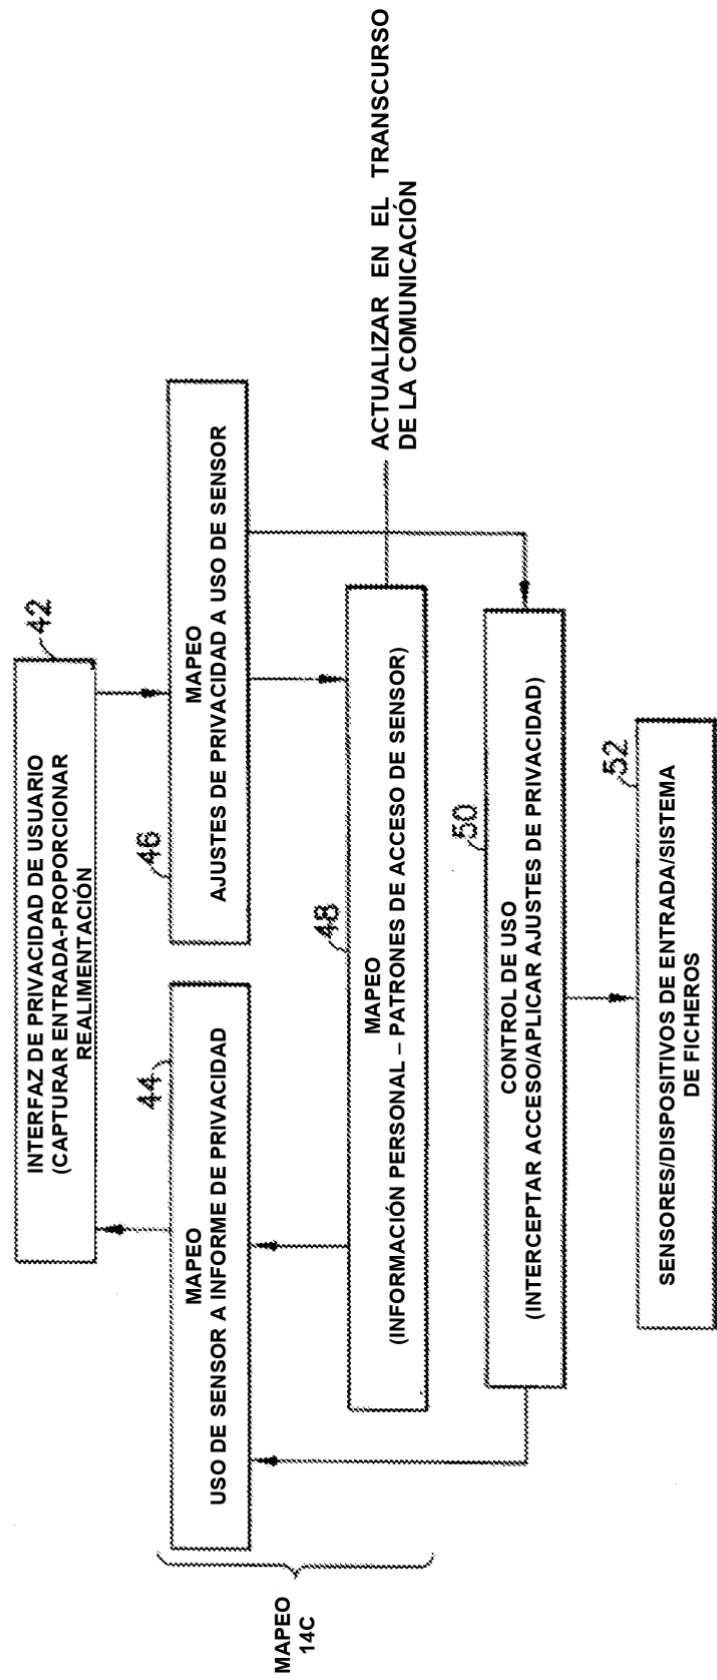 INTERFAZ DE PRIVACIDAD DE USUARIO
(CAPTURAR ENTRADA-PROPORCIONAR
REALIMENTACIÓN
42
MAPEO
14C
44
MAPEO
USO DE SENSOR A INFORME DE PRIVACIDAD
46
MAPEO
AJUSTES DE PRIVACIDAD A USO DE SENSOR
48
MAPEO
(INFORMACIÓN PERSONAL – PATRONES DE ACCESO DE SENSOR)
ACTUALIZAR EN EL TRANSCURSO
DE LA COMUNICACIÓN
50
CONTROL DE USO
(INTERCEPTAR ACCESO/APLICAR AJUSTES DE PRIVACIDAD)
52
SENSORES/DISPOSITIVOS DE ENTRADA/SISTEMA
DE FICHEROS